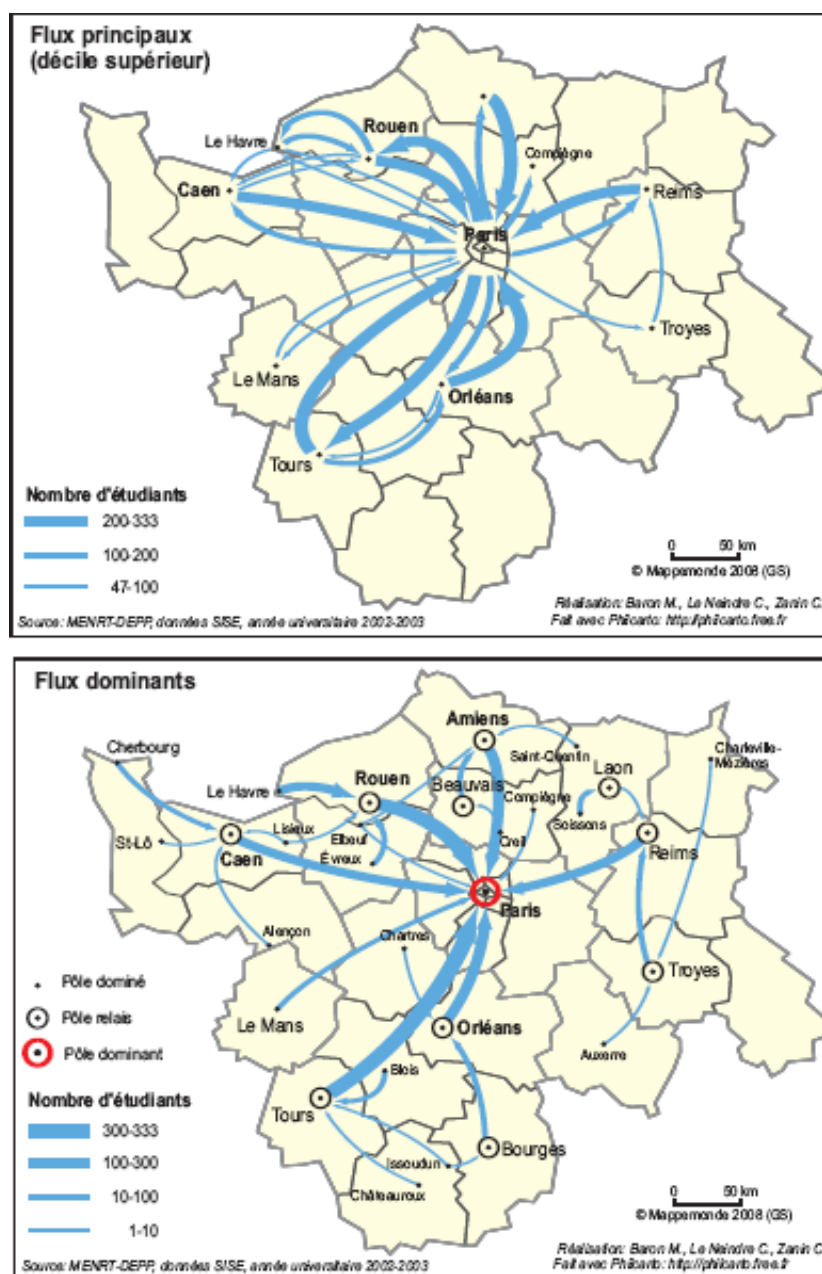 Flux principaux
(décile supérieur)
Le Havre
Rouen
Compiègne
Caen
Reims
Paris
Troyes
Le Mans
Orléans
Tours
Nombre d'étudiants
200-333
100-200
47-100
0 50 km
© Mappemonde 2008 (GS)
Réalisation: Baron M., Le Neindre C., Zanin C.
Source: MENRT-DEPP, données SISE, année universitaire 2002-2003
Fait avec Philcarto: http://philcarto.free.fr
Flux dominants
Amiens
Cherbourg
Saint-Quentin
Charleville-
Mézières
Laon
Le Havre
Rouen
Beauvais
Compiègne
Soissons
St-Lô
Lisieux
Elbeuf
Creil
Caen
Évreux
Reims
Paris
Alençon
Chartres
Pôle dominé
Troyes
Pôle relais
Le Mans
Orléans
Pôle dominant
Auxerre
Blois
Nombre d'étudiants
Tours
300-333
Bourges
100-300
Issoudun
Châteauroux
10-100
0 50 km
1-10
© Mappemonde 2008 (GS)
Réalisation: Baron M., Le Neindre C., Zanin C.
Source: MENRT-DEPP, données SISE, année universitaire 2002-2003
Fait avec Philcarto: http://philcarto.free.fr